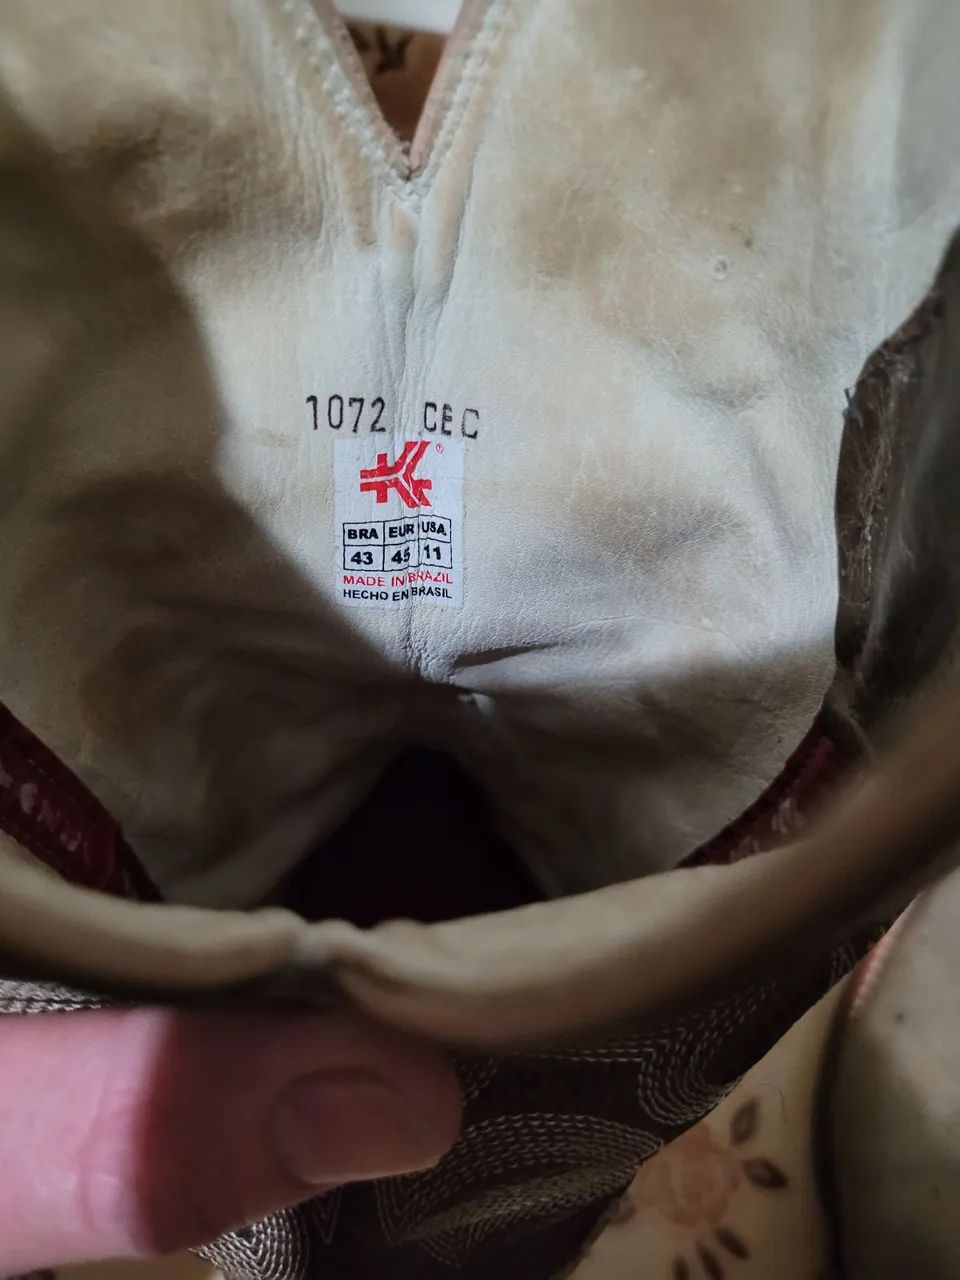 1072 CEC
K®
BRA EUR USA
43 45 11
MADE IN BRAZIL
HECHO EN BRASIL